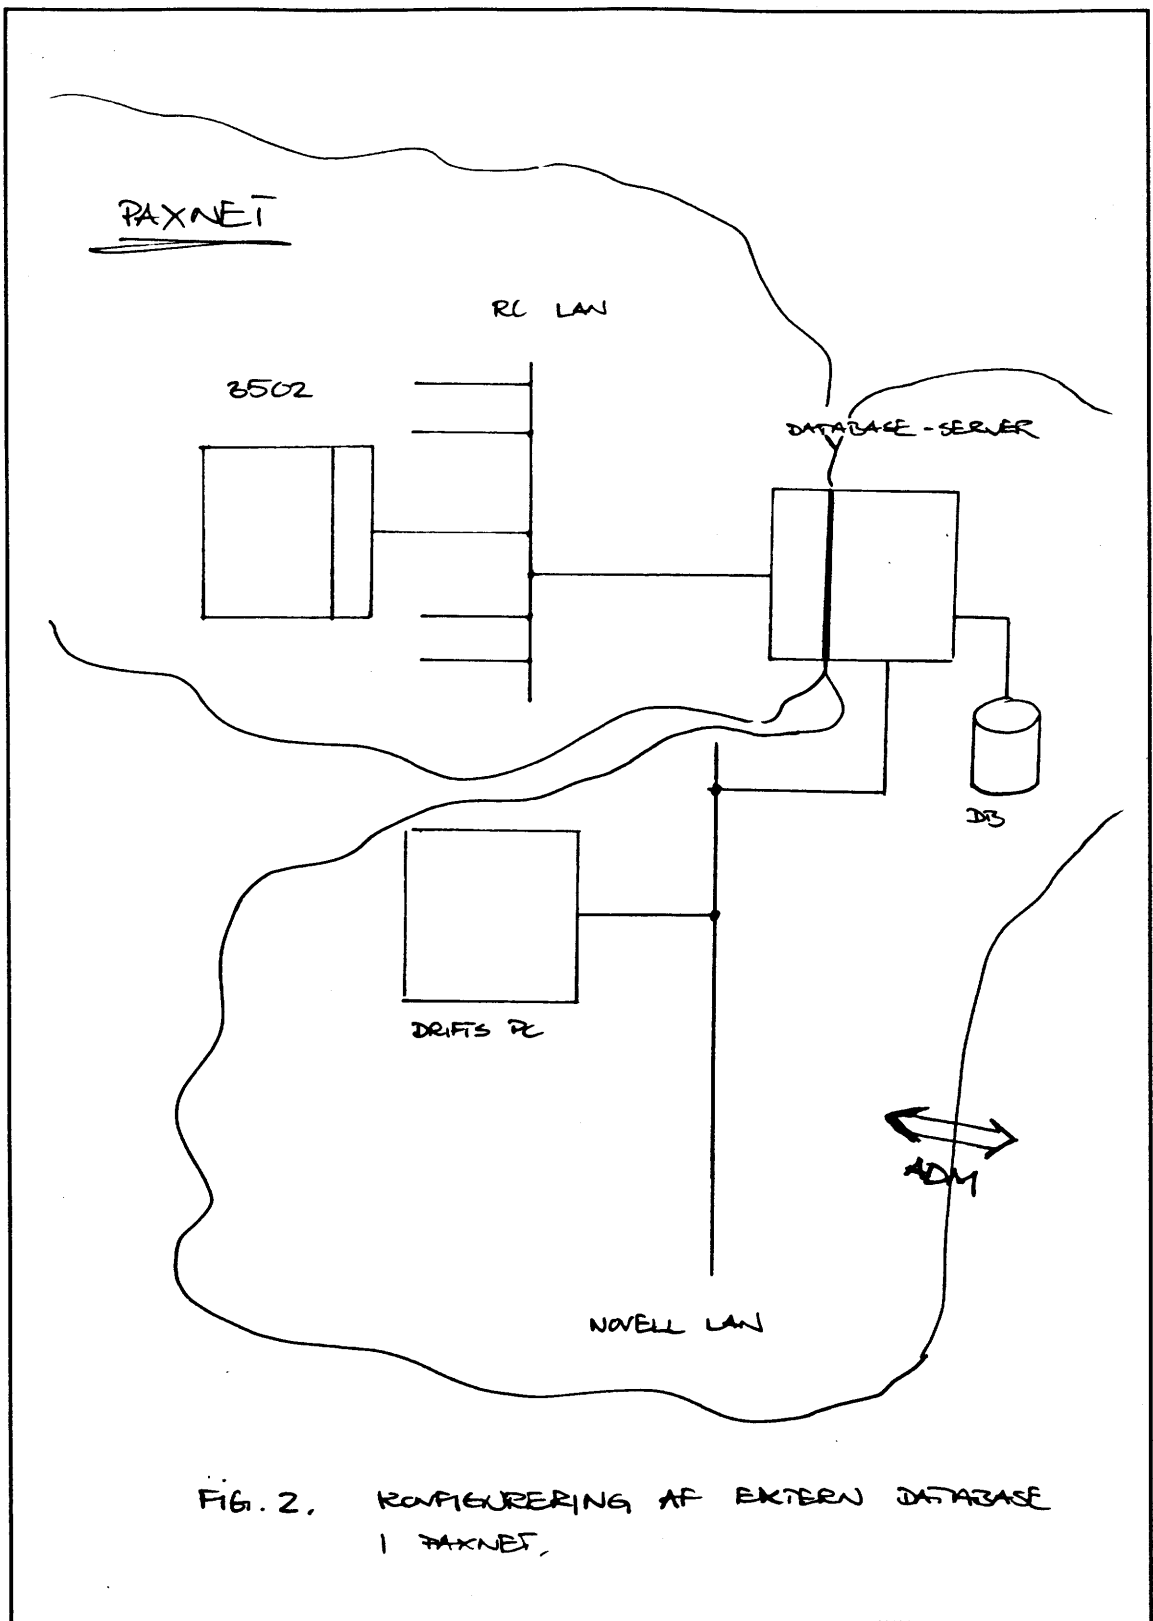 PAXNET
RC LAN
3502
DATABASE-SERVER
DB
DRIFTS PC
ADM
NOVELL LAN
FIG. 2. KONFIGURERING AF EKSTERN DATABASE
I PAXNET.